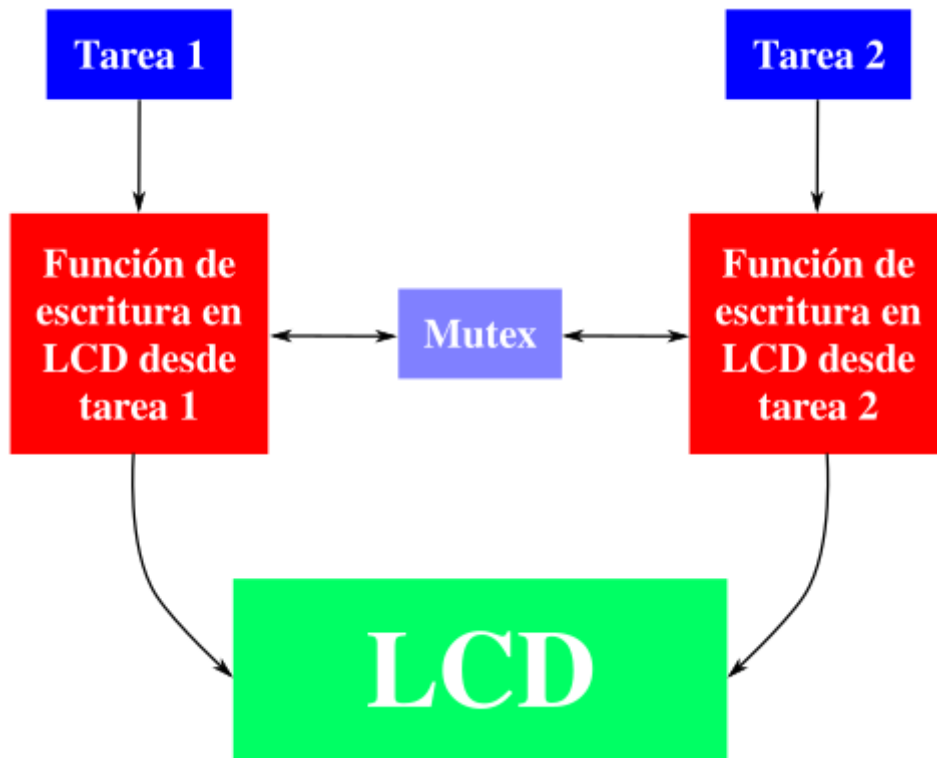 Tarea 1
Tarea 2
Función de
escritura en
LCD desde
tarea 1
Mutex
Función de
escritura en
LCD desde
tarea 2
LCD